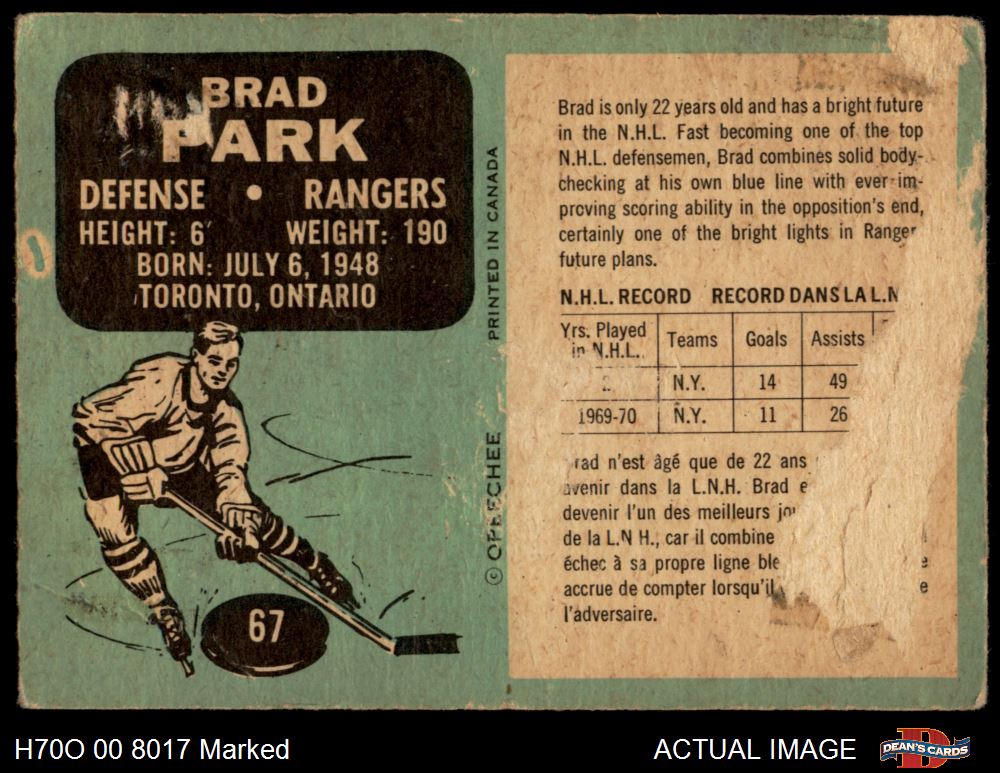 BRAD
PARK
DEFENSE • RANGERS
HEIGHT: 6' WEIGHT: 190
BORN: JULY 6, 1948
TORONTO, ONTARIO
67
PRINTED IN CANADA
© O-PEE-CHEE
Brad is only 22 years old and has a bright future
in the N.H.L. Fast becoming one of the top
N.H.L. defensemen, Brad combines solid body-
checking at his own blue line with ever-im-
proving scoring ability in the opposition's end,
certainly one of the bright lights in Ranger
future plans.
N.H.L. RECORD RECORD DANS LA L.N
Yrs. Played in N.H.L. Teams Goals Assists
2 N.Y. 14 49
1969-70 N.Y. 11 26
rad n'est âgé que de 22 ans
avenir dans la L.N.H. Brad e
devenir l'un des meilleurs jou
de la L.N H., car il combine
échec à sa propre ligne ble
accrue de compter lorsqu'il e
l'adversaire.
H70O 00 8017 Marked
ACTUAL IMAGE
DEAN'S CARDS